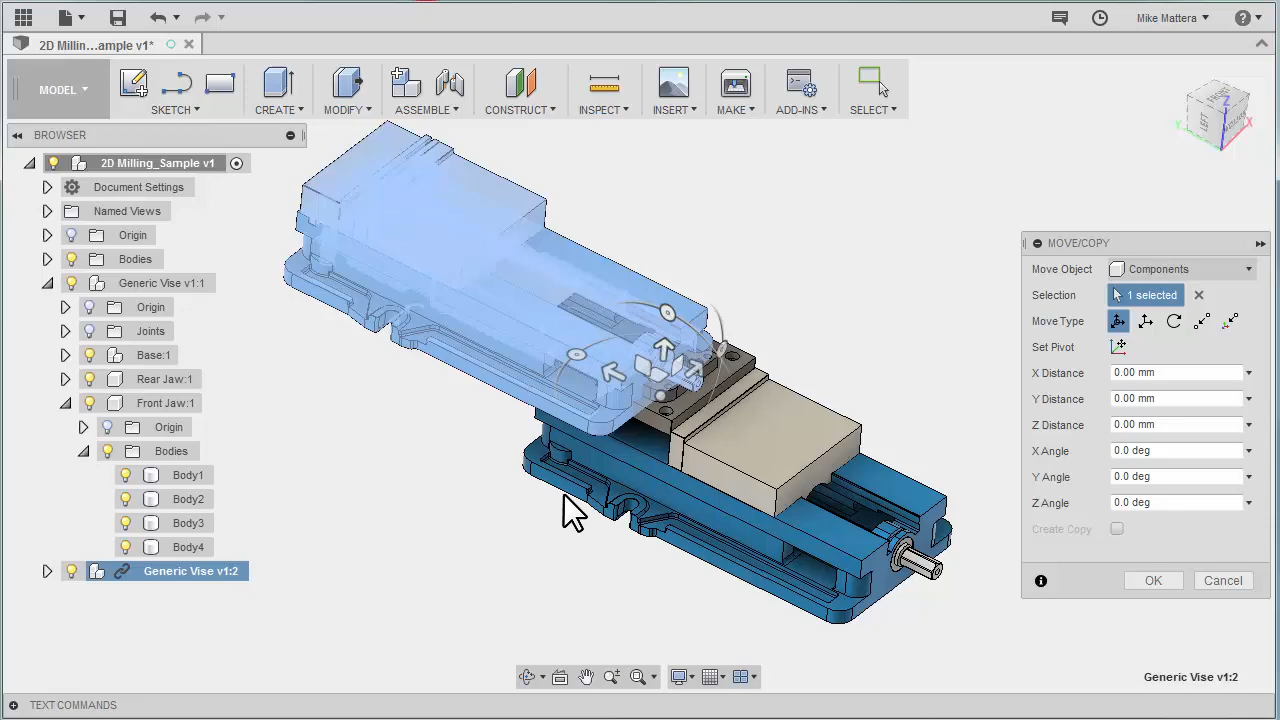 Mike Mattera
2D Millin...ample v1*
MODEL
SKETCH
CREATE
MODIFY
ASSEMBLE
CONSTRUCT
INSPECT
INSERT
MAKE
ADD-INS
SELECT
BROWSER
2D Milling_Sample v1
Document Settings
Named Views
Origin
Bodies
Generic Vise v1:1
Origin
Joints
Base:1
Rear Jaw:1
Front Jaw:1
Origin
Bodies
Body1
Body2
Body3
Body4
Generic Vise v1:2
Z
X
Y
MOVE/COPY
Move Object Components
Selection 1 selected
Move Type
Set Pivot
X Distance 0.00 mm
Y Distance 0.00 mm
Z Distance 0.00 mm
X Angle 0.0 deg
Y Angle 0.0 deg
Z Angle 0.0 deg
Create Copy
OK Cancel
Generic Vise v1:2
TEXT COMMANDS